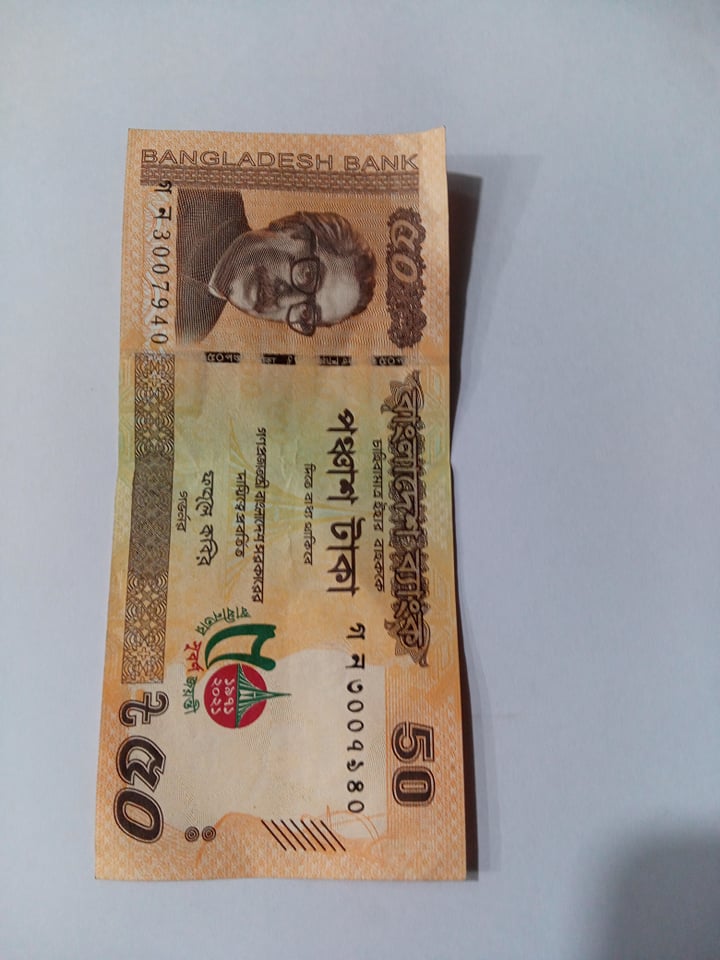 BANGLADESH BANK
৫০
বাংলাদেশ ব্যাংক
50
চাহিবামাত্র ইহার বাহককে
পঞ্চাশ টাকা
গ ন ৩০০৭৯৪০
দিতে বাধ্য থাকিবে
গণপ্রজাতন্ত্রী বাংলাদেশ সরকারের
দায়িত্বে প্রবর্তিত
ফজলে কবির
গভর্নর
৫০
১৯৭১
২০২১
স্বাধীনতার সুবর্ণ জয়ন্তী
গ ন 3007940
৳ ৫০